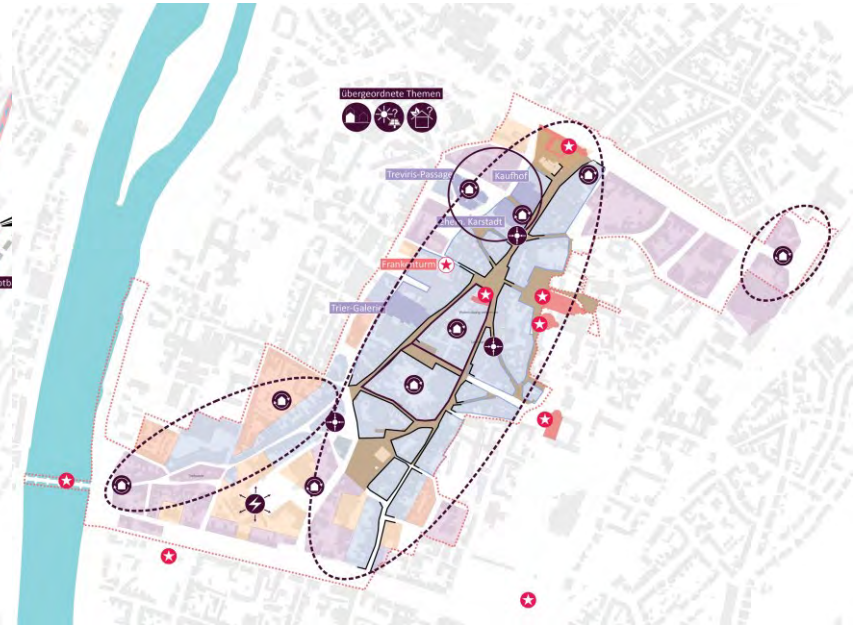 übergeordnete Themen
?
?
Treviris-Passage
Kaufhof
ehem. Karstadt
Frankenturm
Trier-Galerie